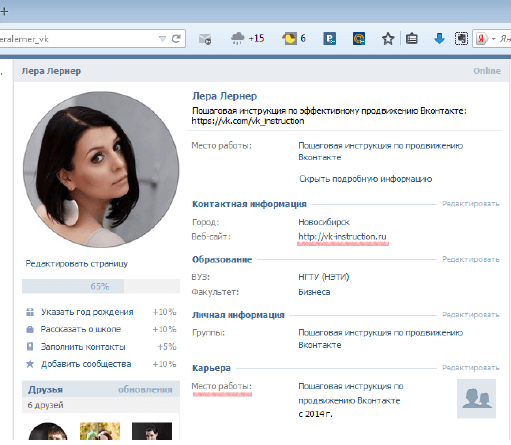 eralerner_vk
+15
6
Ян
Лера Лернер
Online
Лера Лернер
Пошаговая инструкция по эффективному продвижению Вконтакте:
https://vk.com/vk_instruction
Место работы: Пошаговая инструкция по продвижению
Вконтакте
Скрыть подробную информацию
Контактная информация Редактировать
Город: Новосибирск
Веб-сайт: http://vk-instruction.ru
Образование Редактировать
ВУЗ: НГТУ (НЭТИ)
Факультет: Бизнеса
Личная информация Редактировать
Группы: Пошаговая инструкция по продвижению
Вконтакте
Карьера Редактировать
Место работы: Пошаговая инструкция по
продвижению Вконтакте
с 2014 г.
Редактировать страницу
65%
Указать год рождения +10%
Рассказать о школе +10%
Заполнить контакты +5%
Добавить сообщества +10%
Друзья обновления
6 друзей